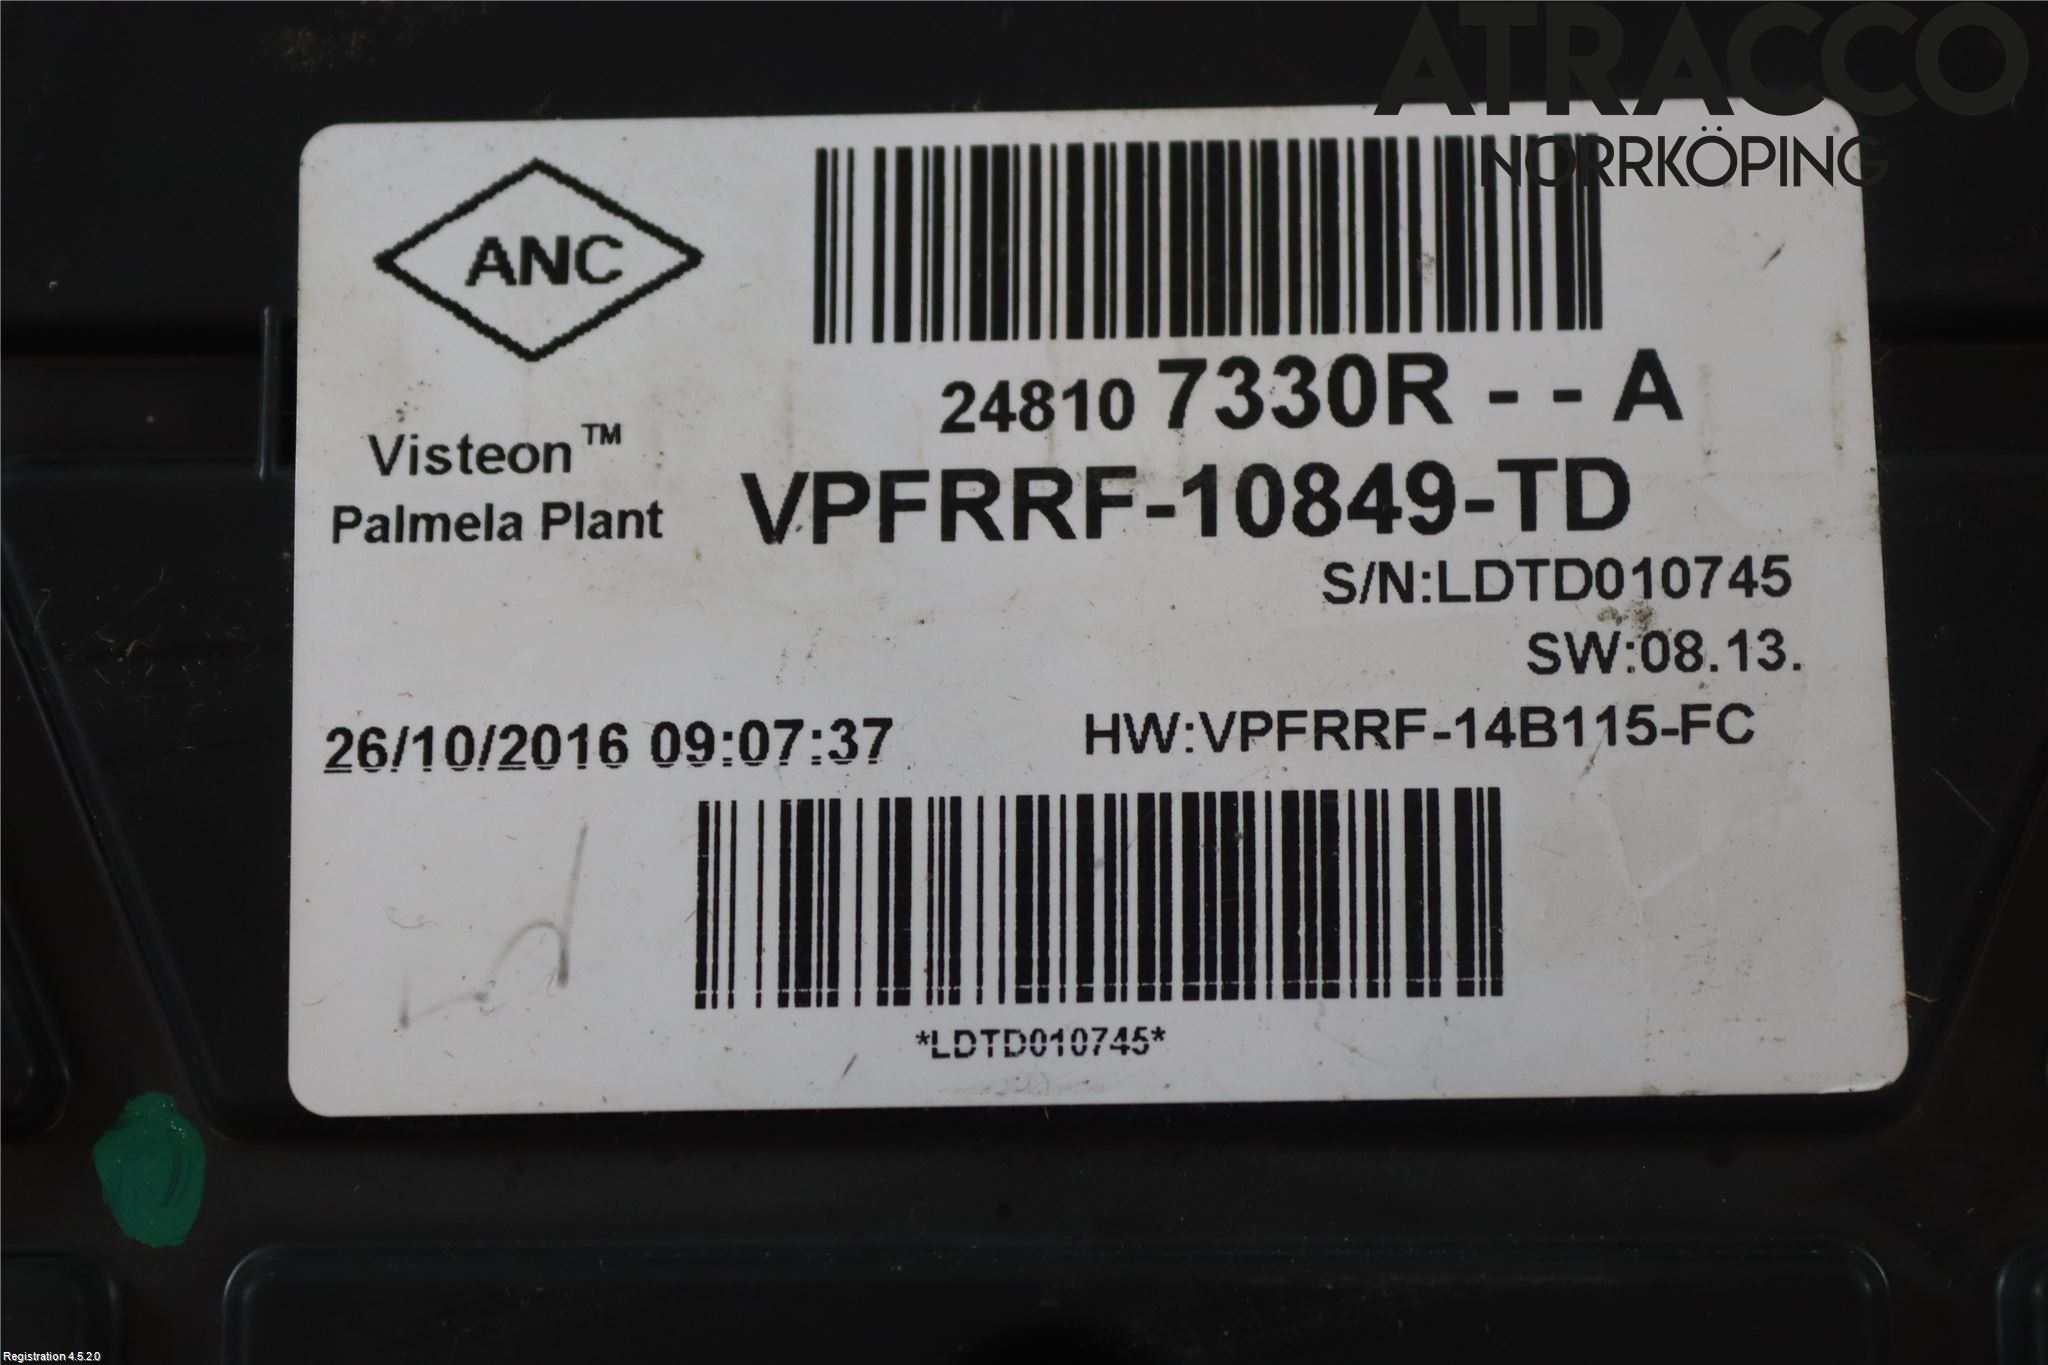 ATRACCO
NORRKÖPING
ANC
24810 7330R - - A
Visteon™
Palmela Plant
VPFRRF-10849-TD
S/N:LDTD010745
SW:08.13.
26/10/2016 09:07:37
HW:VPFRRF-14B115-FC
*LDTD010745*
Registration 4.5.2.0